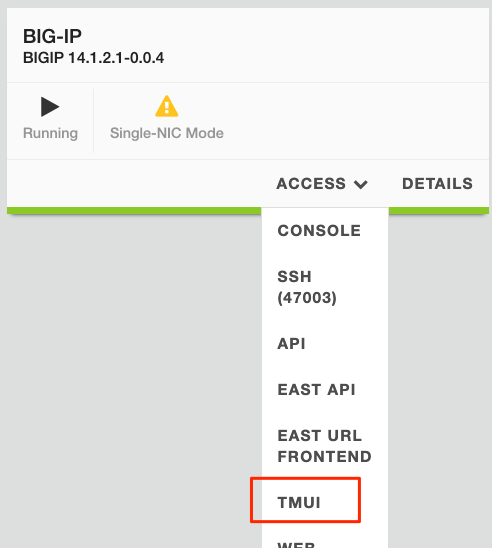 BIG-IP
BIGIP 14.1.2.1-0.0.4
Running
Single-NIC Mode
ACCESS
DETAILS
CONSOLE
SSH
(47003)
API
EAST API
EAST URL
FRONTEND
TMUI